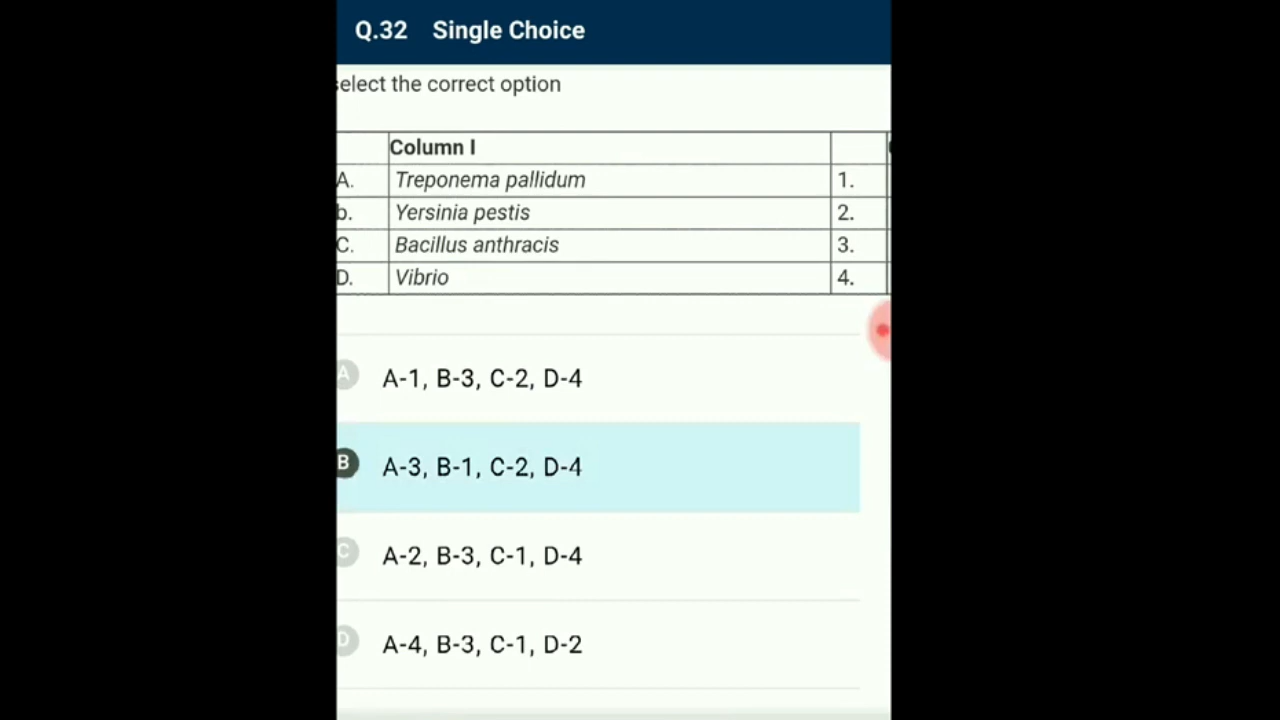 Q.32 Single Choice
select the correct option
Column I
A. Treponema pallidum 1.
b. Yersinia pestis 2.
C. Bacillus anthracis 3.
D. Vibrio 4.
A A-1, B-3, C-2, D-4
B A-3, B-1, C-2, D-4
C A-2, B-3, C-1, D-4
D A-4, B-3, C-1, D-2